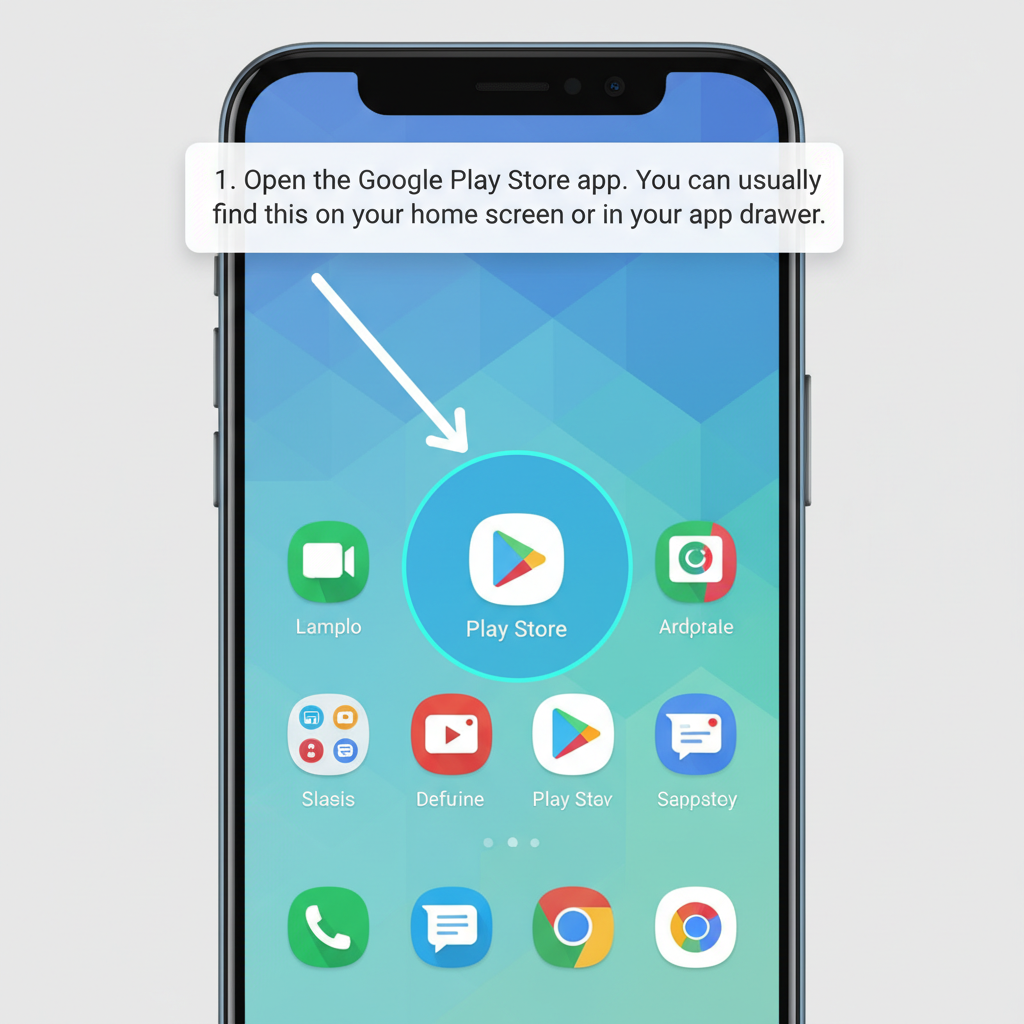 1. Open the Google Play Store app. You can usually
find this on your home screen or in your app drawer.
Lamplo
Play Store
Ardprale
Slasis
Defurine
Play Stav
Sappstey